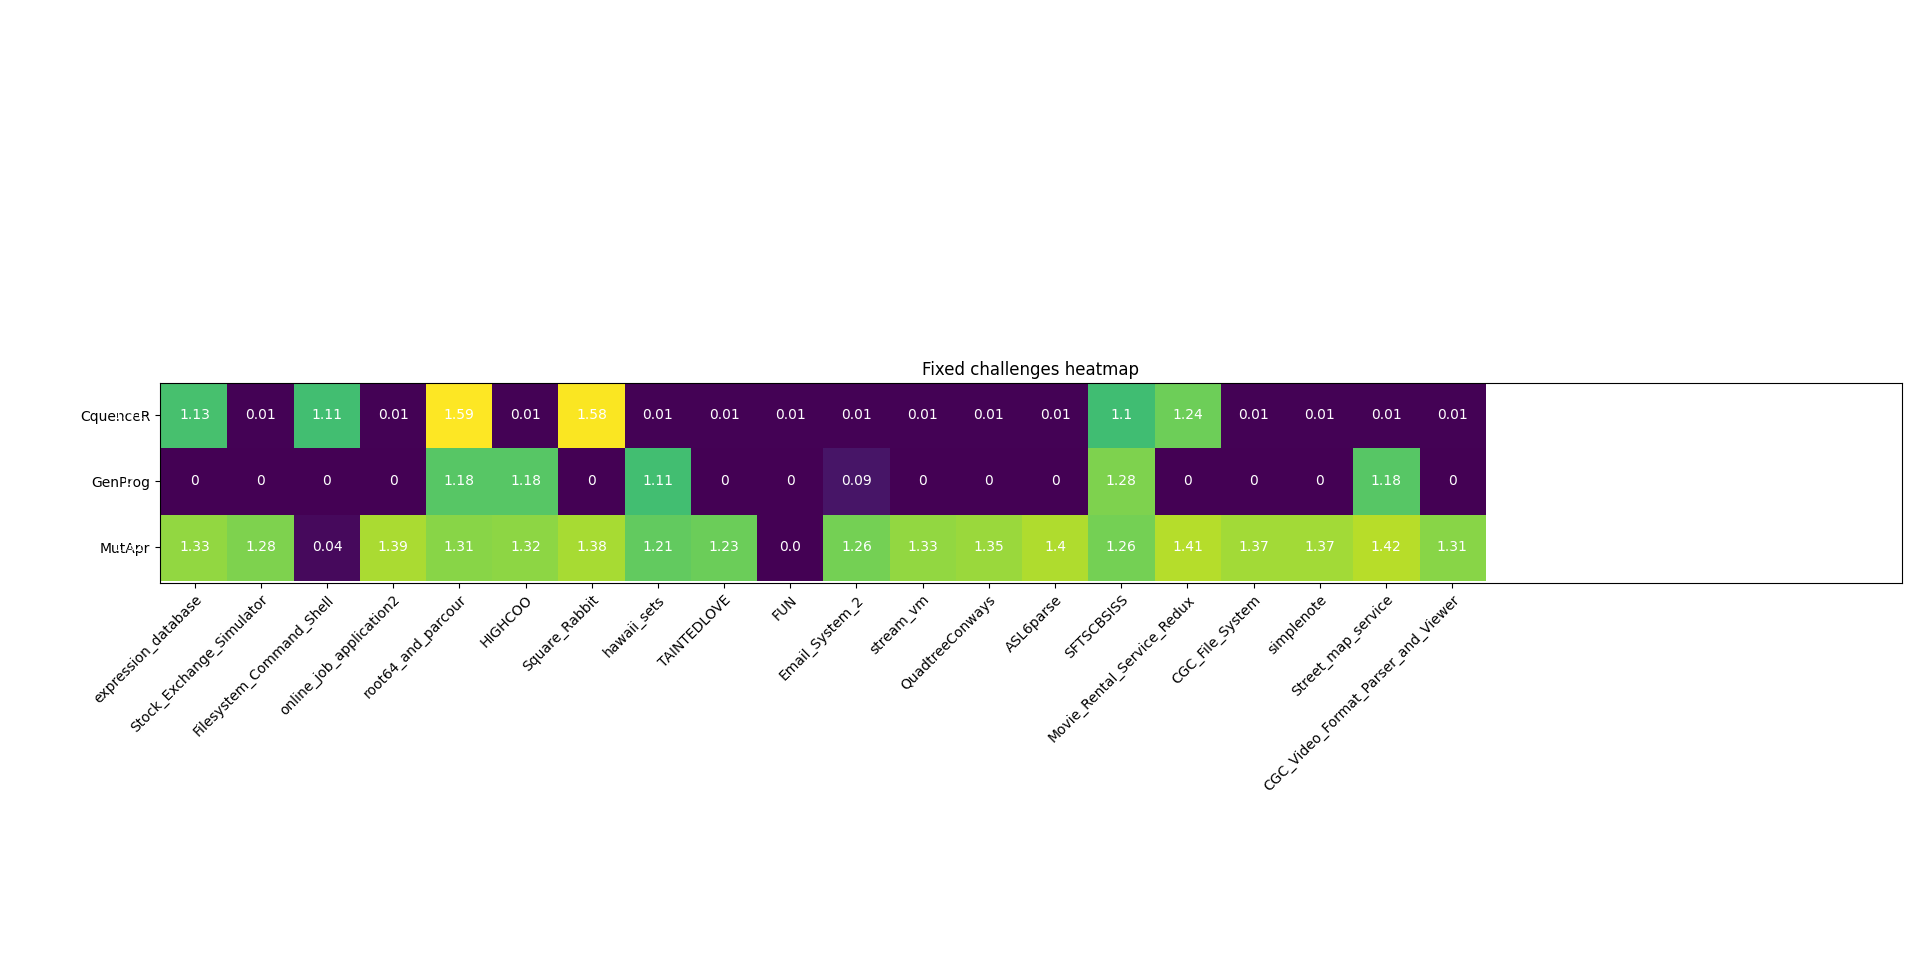 Fixed challenges heatmap
CquenceR 1.13 0.01 1.11 0.01 1.59 0.01 1.58 0.01 0.01 0.01 0.01 0.01 0.01 0.01 1.1 1.24 0.01 0.01 0.01 0.01
GenProg 0 0 0 0 1.18 1.18 0 1.11 0 0 0.09 0 0 0 1.28 0 0 0 1.18 0
MutApr 1.33 1.28 0.04 1.39 1.31 1.32 1.38 1.21 1.23 0.0 1.26 1.33 1.35 1.4 1.26 1.41 1.37 1.37 1.42 1.31
expression_database
Stock_Exchange_Simulator
Filesystem_Command_Shell
online_job_application2
root64_and_parcour
HIGHCOO
Square_Rabbit
hawaii_sets
TAINTEDLOVE
FUN
Email_System_2
stream_vm
QuadtreeConways
ASL6parse
SFTSCBSISS
Movie_Rental_Service_Redux
CGC_File_System
simplenote
Street_map_service
CGC_Video_Format_Parser_and_Viewer